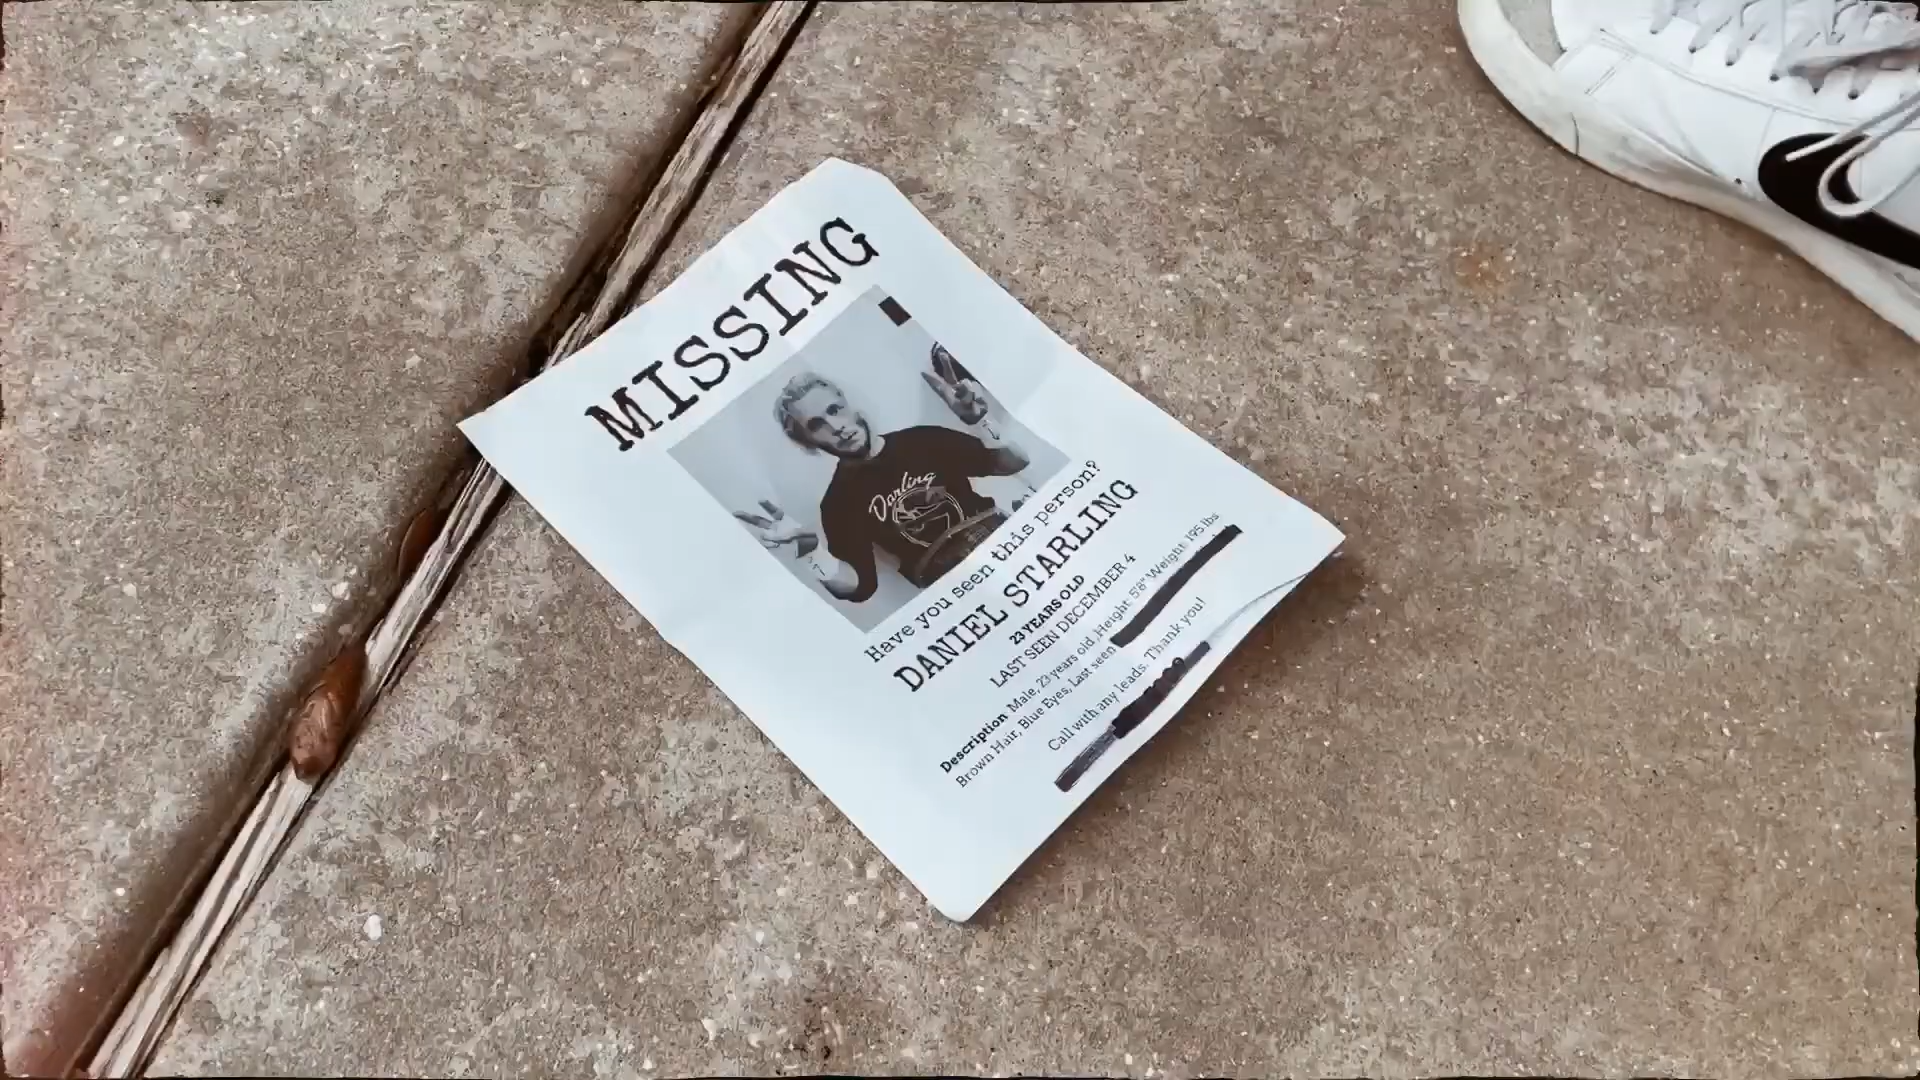 MISSING
Darling
Have you seen this person?
DANIEL STARLING
23 YEARS OLD
LAST SEEN DECEMBER 4
Description Male, 23 years old, Height: 5'8" Weight: 195 lbs
Brown Hair, Blue Eyes, Last seen
Call with any leads. Thank you!